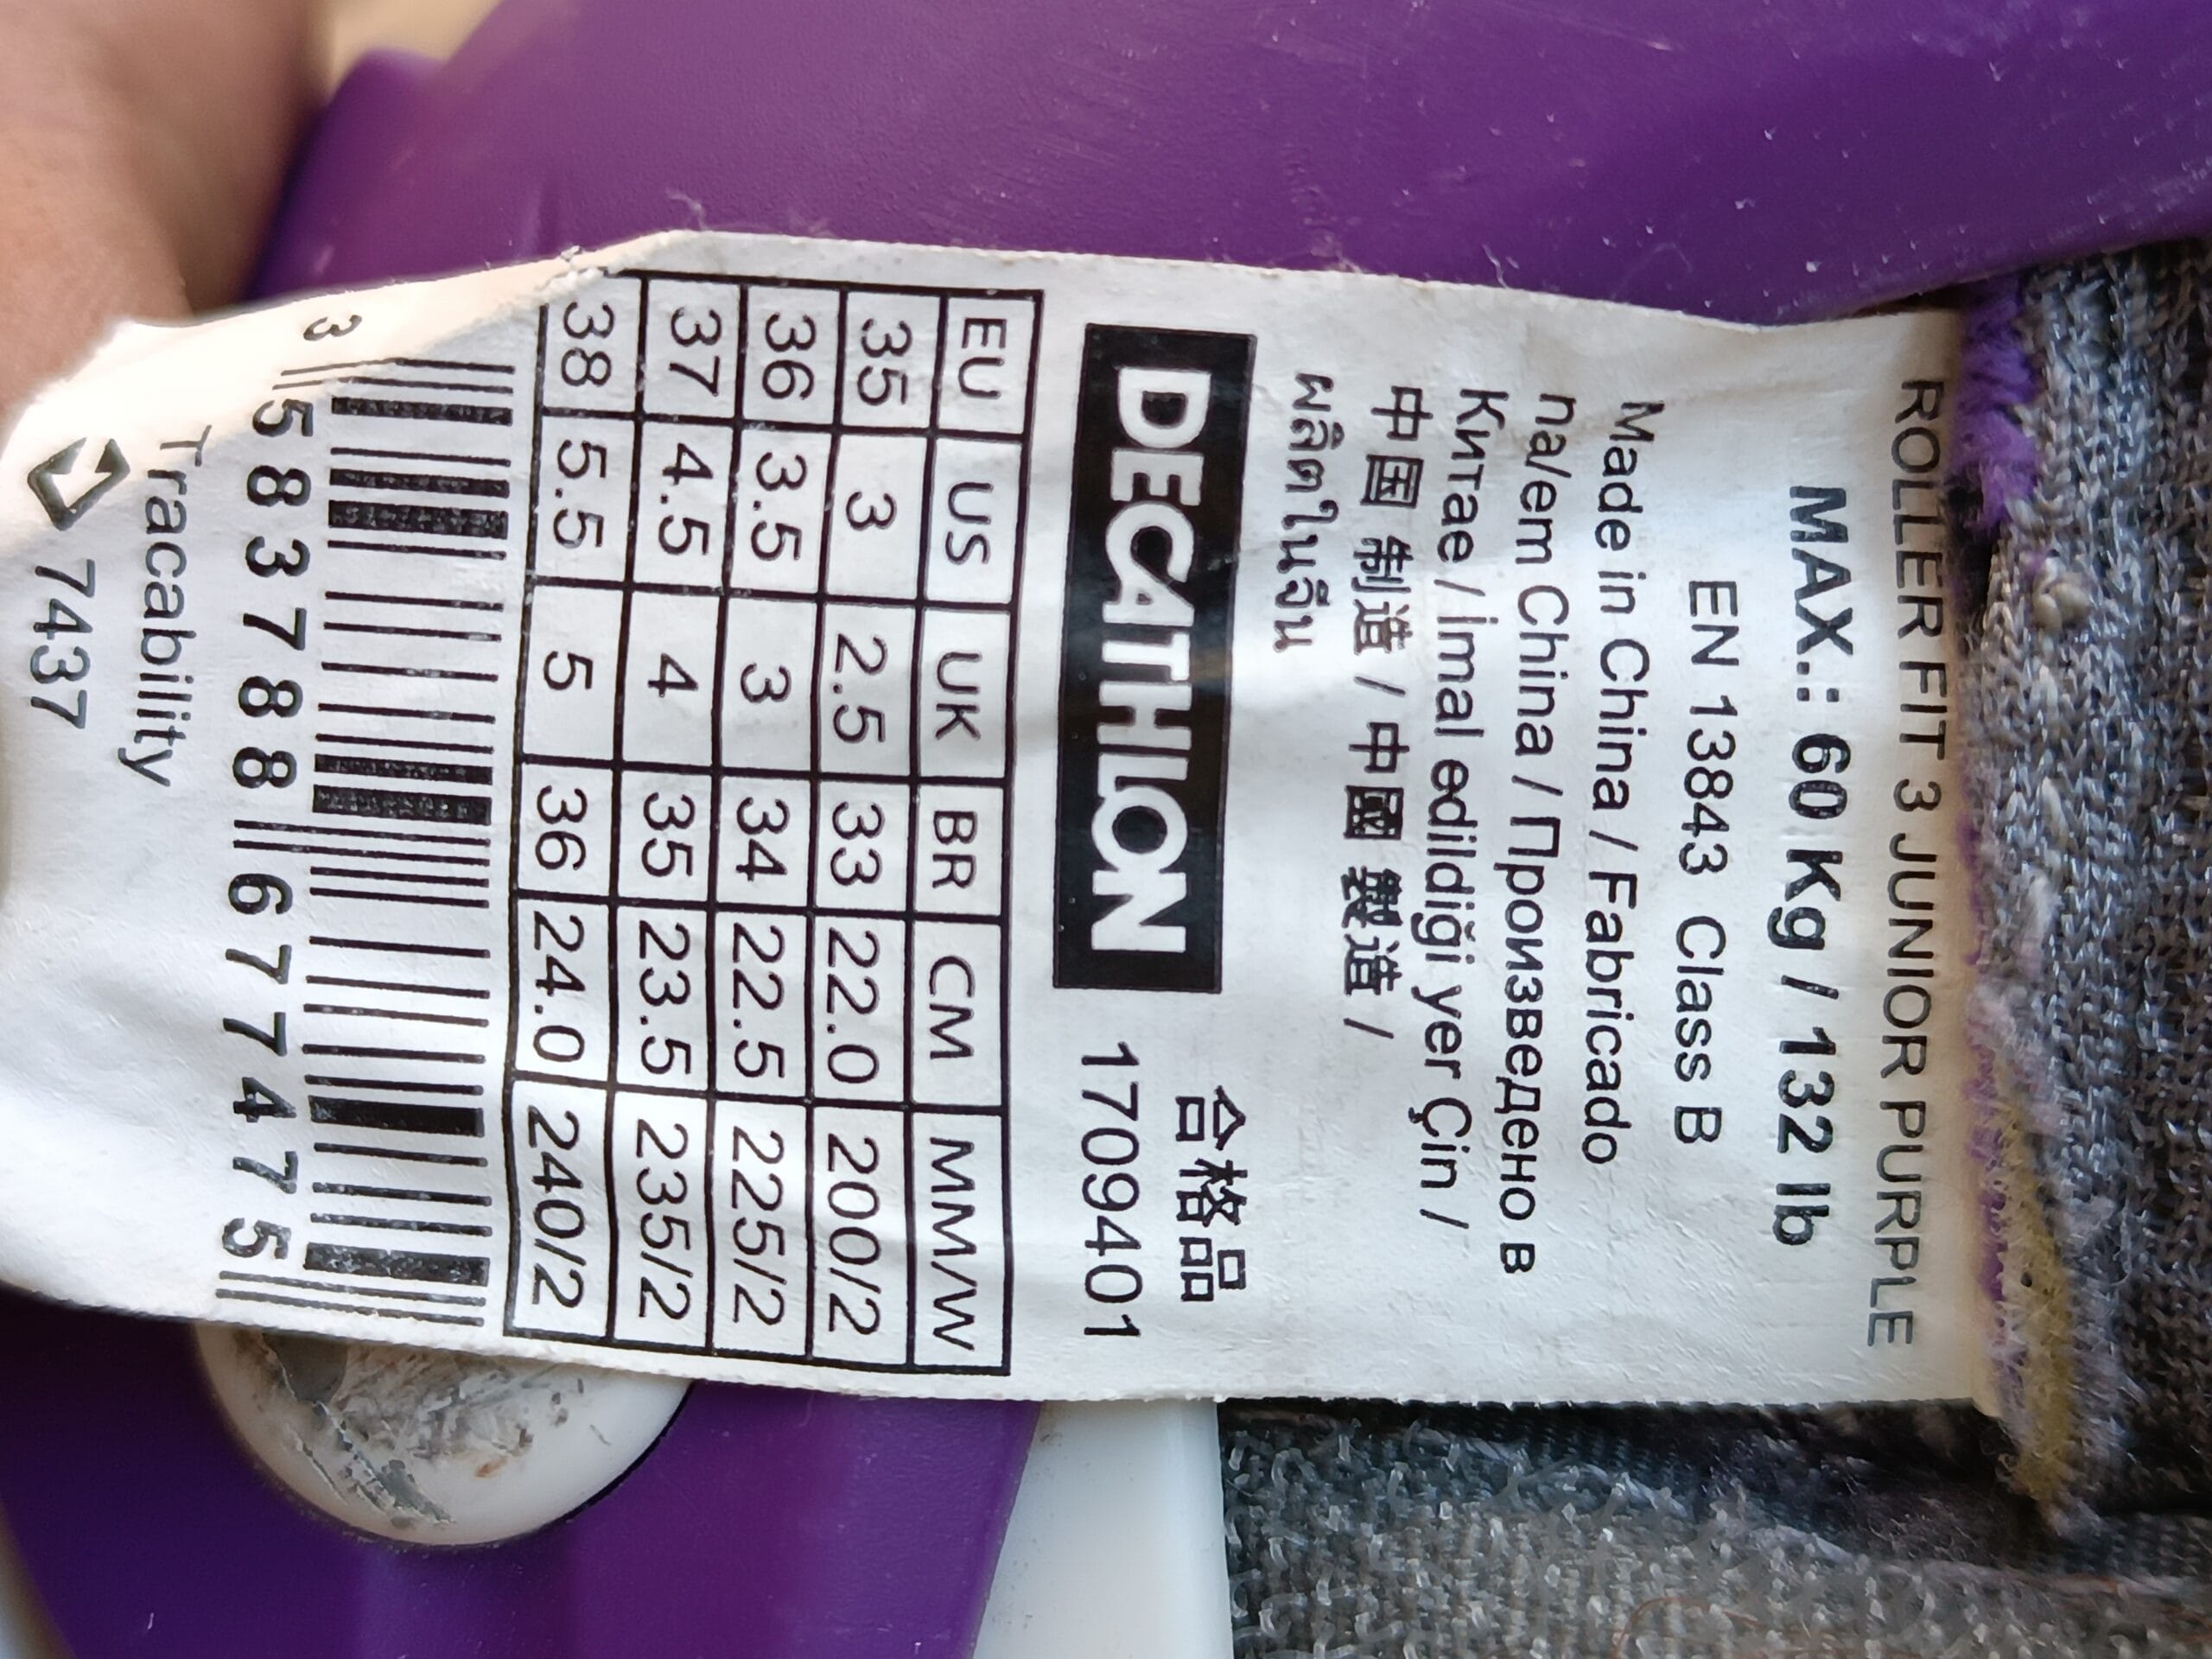 ROLLER FIT 3 JUNIOR PURPLE
MAX.: 60 Kg / 132 lb
EN 13843 Class B
Made in China / Fabricado
na/em China / Произведено в
Китае / imal edildiği yer Çin /
中国 制造 / 中國 製造 /
ผลิตในจีน
合格品
DECATHLON 1709401
EU US UK BR CM MM/W
35 3 2.5 33 22.0 200/2
36 3.5 3 34 22.5 225/2
37 4.5 4 35 23.5 235/2
38 5.5 5 36 24.0 240/2
3 583788 677475
Tracability
7437